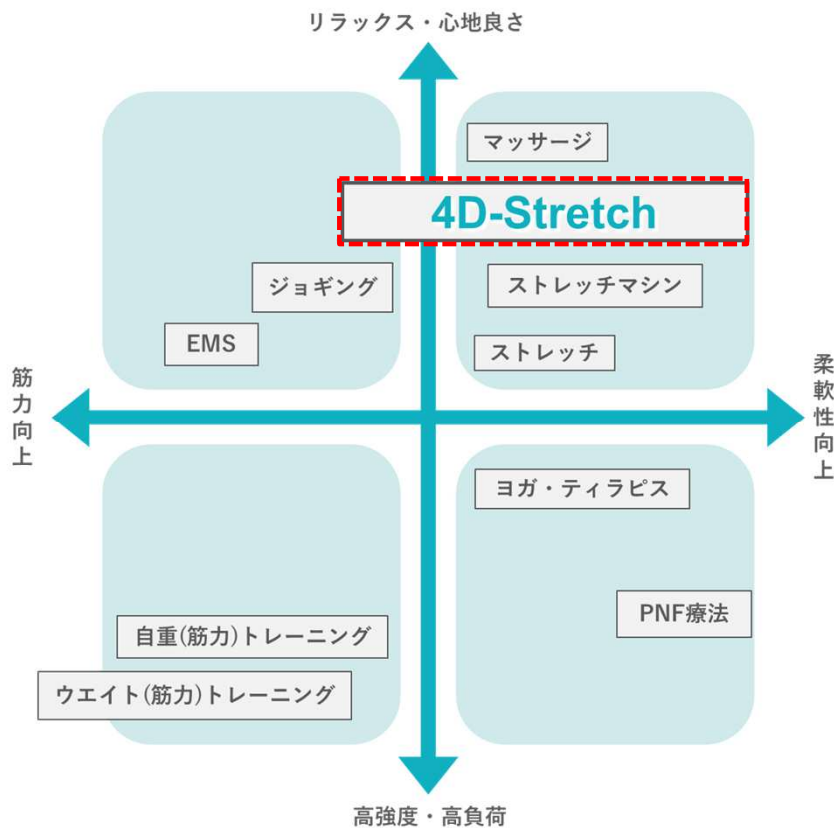 リラックス・心地良さ
マッサージ
4D-Stretch
ジョギング
ストレッチマシン
EMS
ストレッチ
筋力向上
柔軟性向上
ヨガ・ティラピス
PNF療法
自重(筋力)トレーニング
ウエイト(筋力)トレーニング
高強度・高負荷